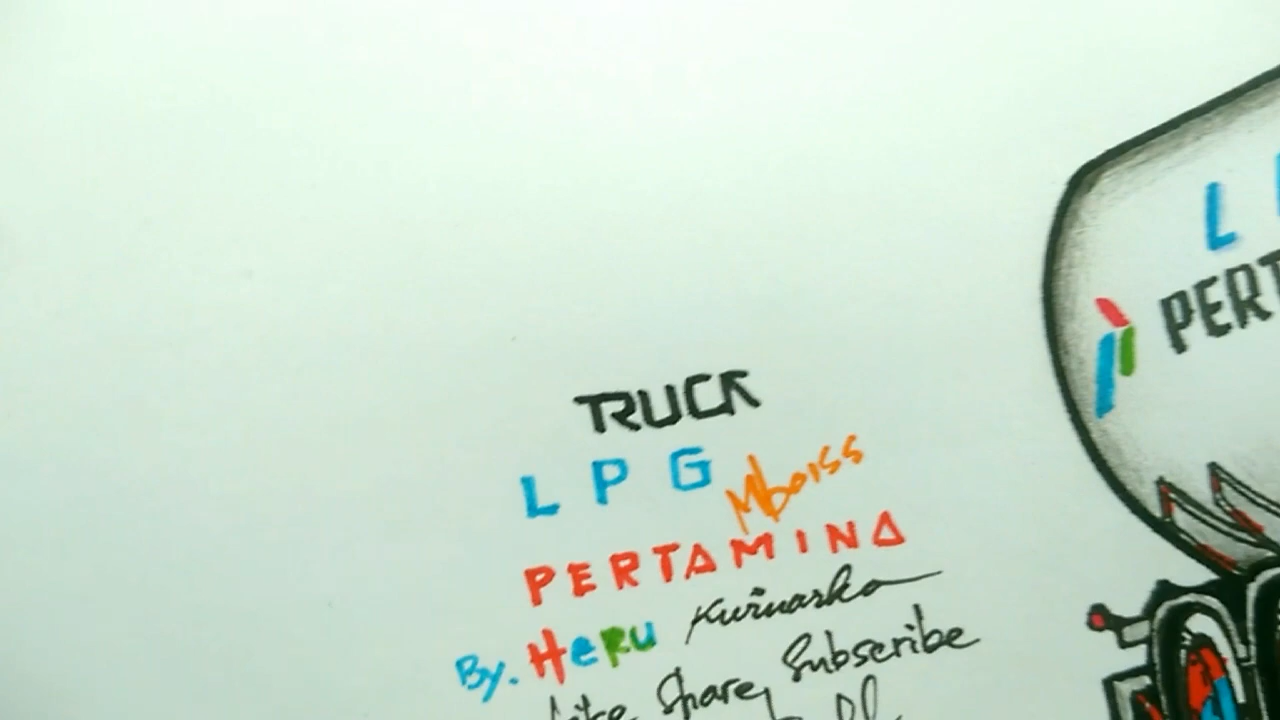 TRUCK
LPG Mboiss
PERTAMINA
By. HeRu Kurnarko
Like Share, Subscribe
L
PERT